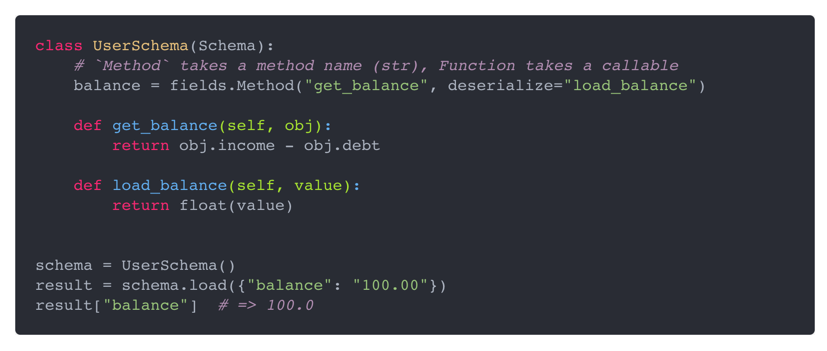 class UserSchema(Schema):
    # `Method` takes a method name (str), Function takes a callable
    balance = fields.Method("get_balance", deserialize="load_balance")

    def get_balance(self, obj):
        return obj.income - obj.debt

    def load_balance(self, value):
        return float(value)


schema = UserSchema()
result = schema.load({"balance": "100.00"})
result["balance"]  # => 100.0